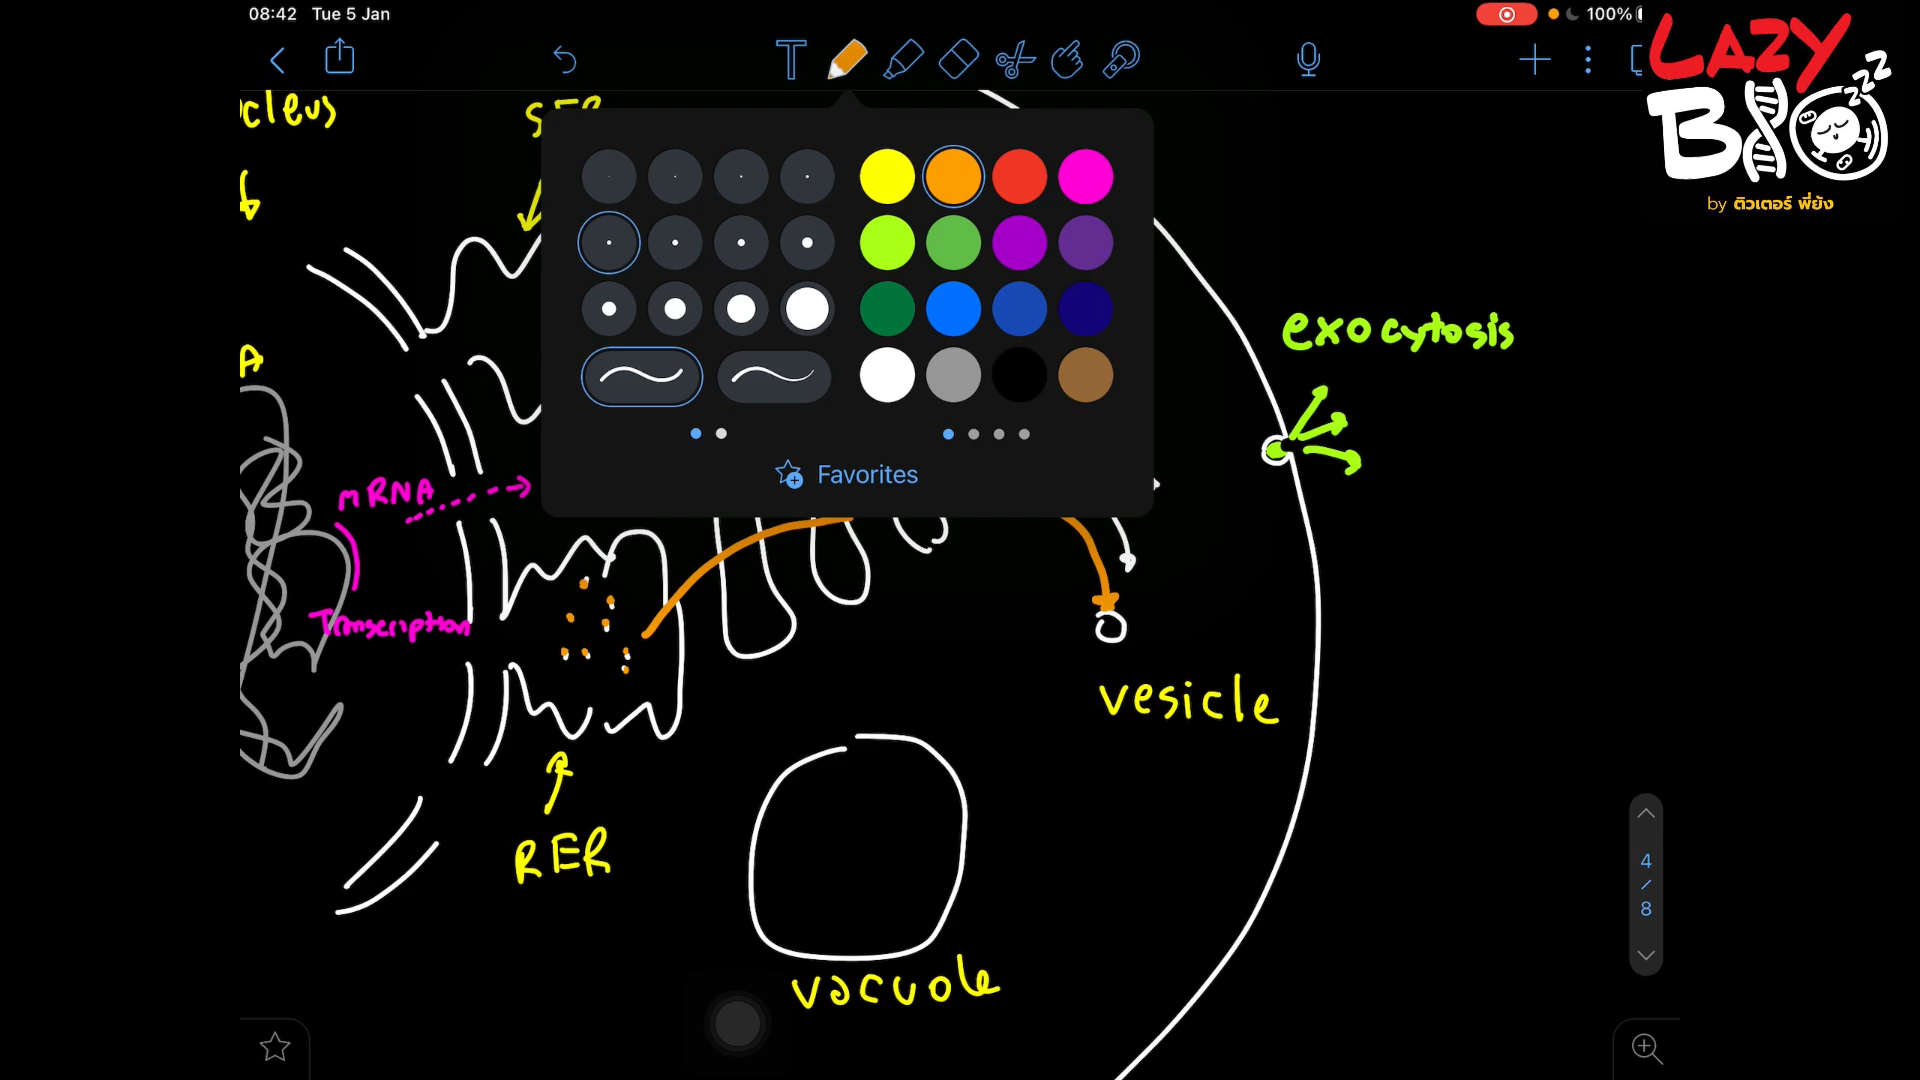 08:42 Tue 5 Jan
100%
LAZY
BIO
zzz
by ติวเตอร์ พี่ยัง
cleus
SER
exocytosis
Favorites
A
mRNA
Transcription
vesicle
RER
vacuole
4
/
8